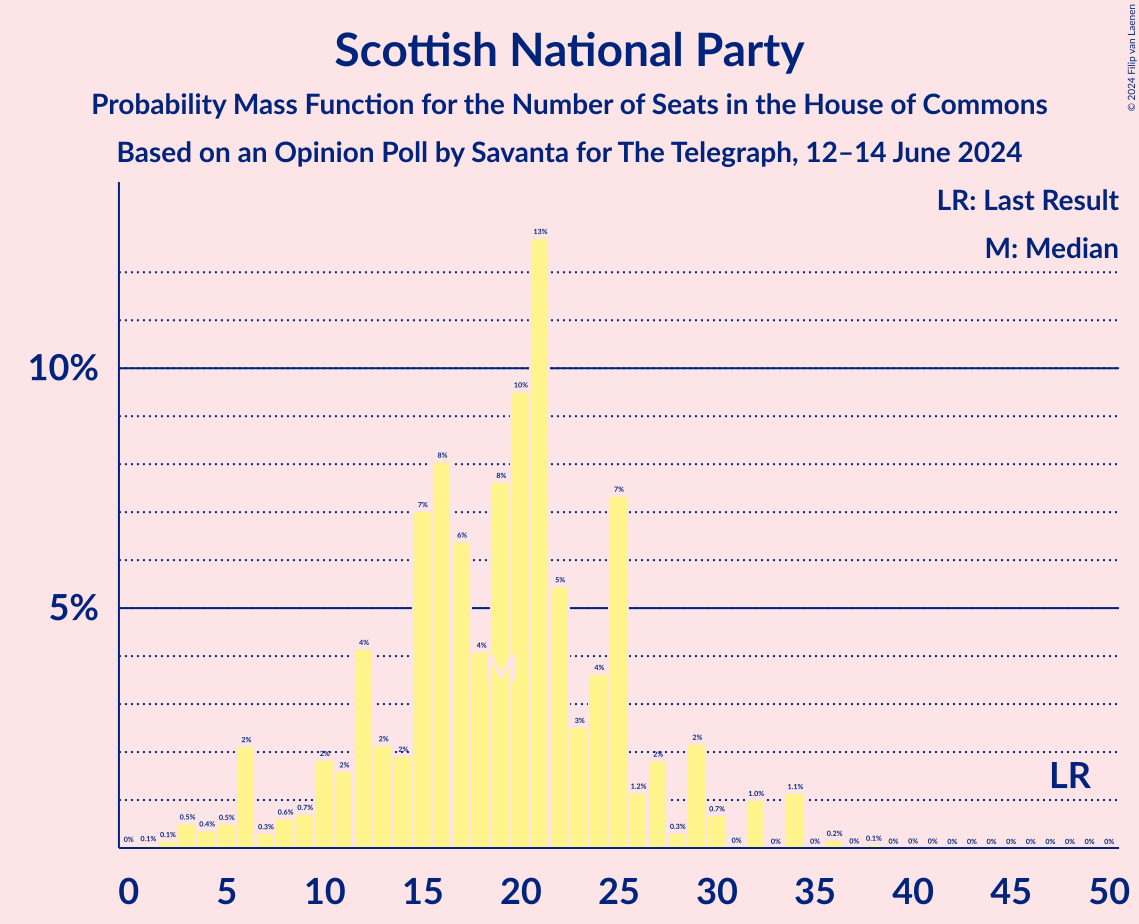 Scottish National Party
Probability Mass Function for the Number of Seats in the House of Commons
Based on an Opinion Poll by Savanta for The Telegraph, 12–14 June 2024
© 2024 Filip van Laenen
LR: Last Result
M: Median
10%
5%
0% 0.1% 0.1% 0.5% 0.4% 0.5% 2% 0.3% 0.6% 0.7% 2% 2% 4% 2% 2% 7% 8% 6% 4% 8% 10% 13% 5% 3% 4% 7% 1.2% 2% 0.3% 2% 0.7% 0% 1.0% 0% 1.1% 0% 0.2% 0% 0.1% 0% 0% 0% 0% 0% 0% 0% 0% 0% 0% 0% 0%
M
LR
0 5 10 15 20 25 30 35 40 45 50